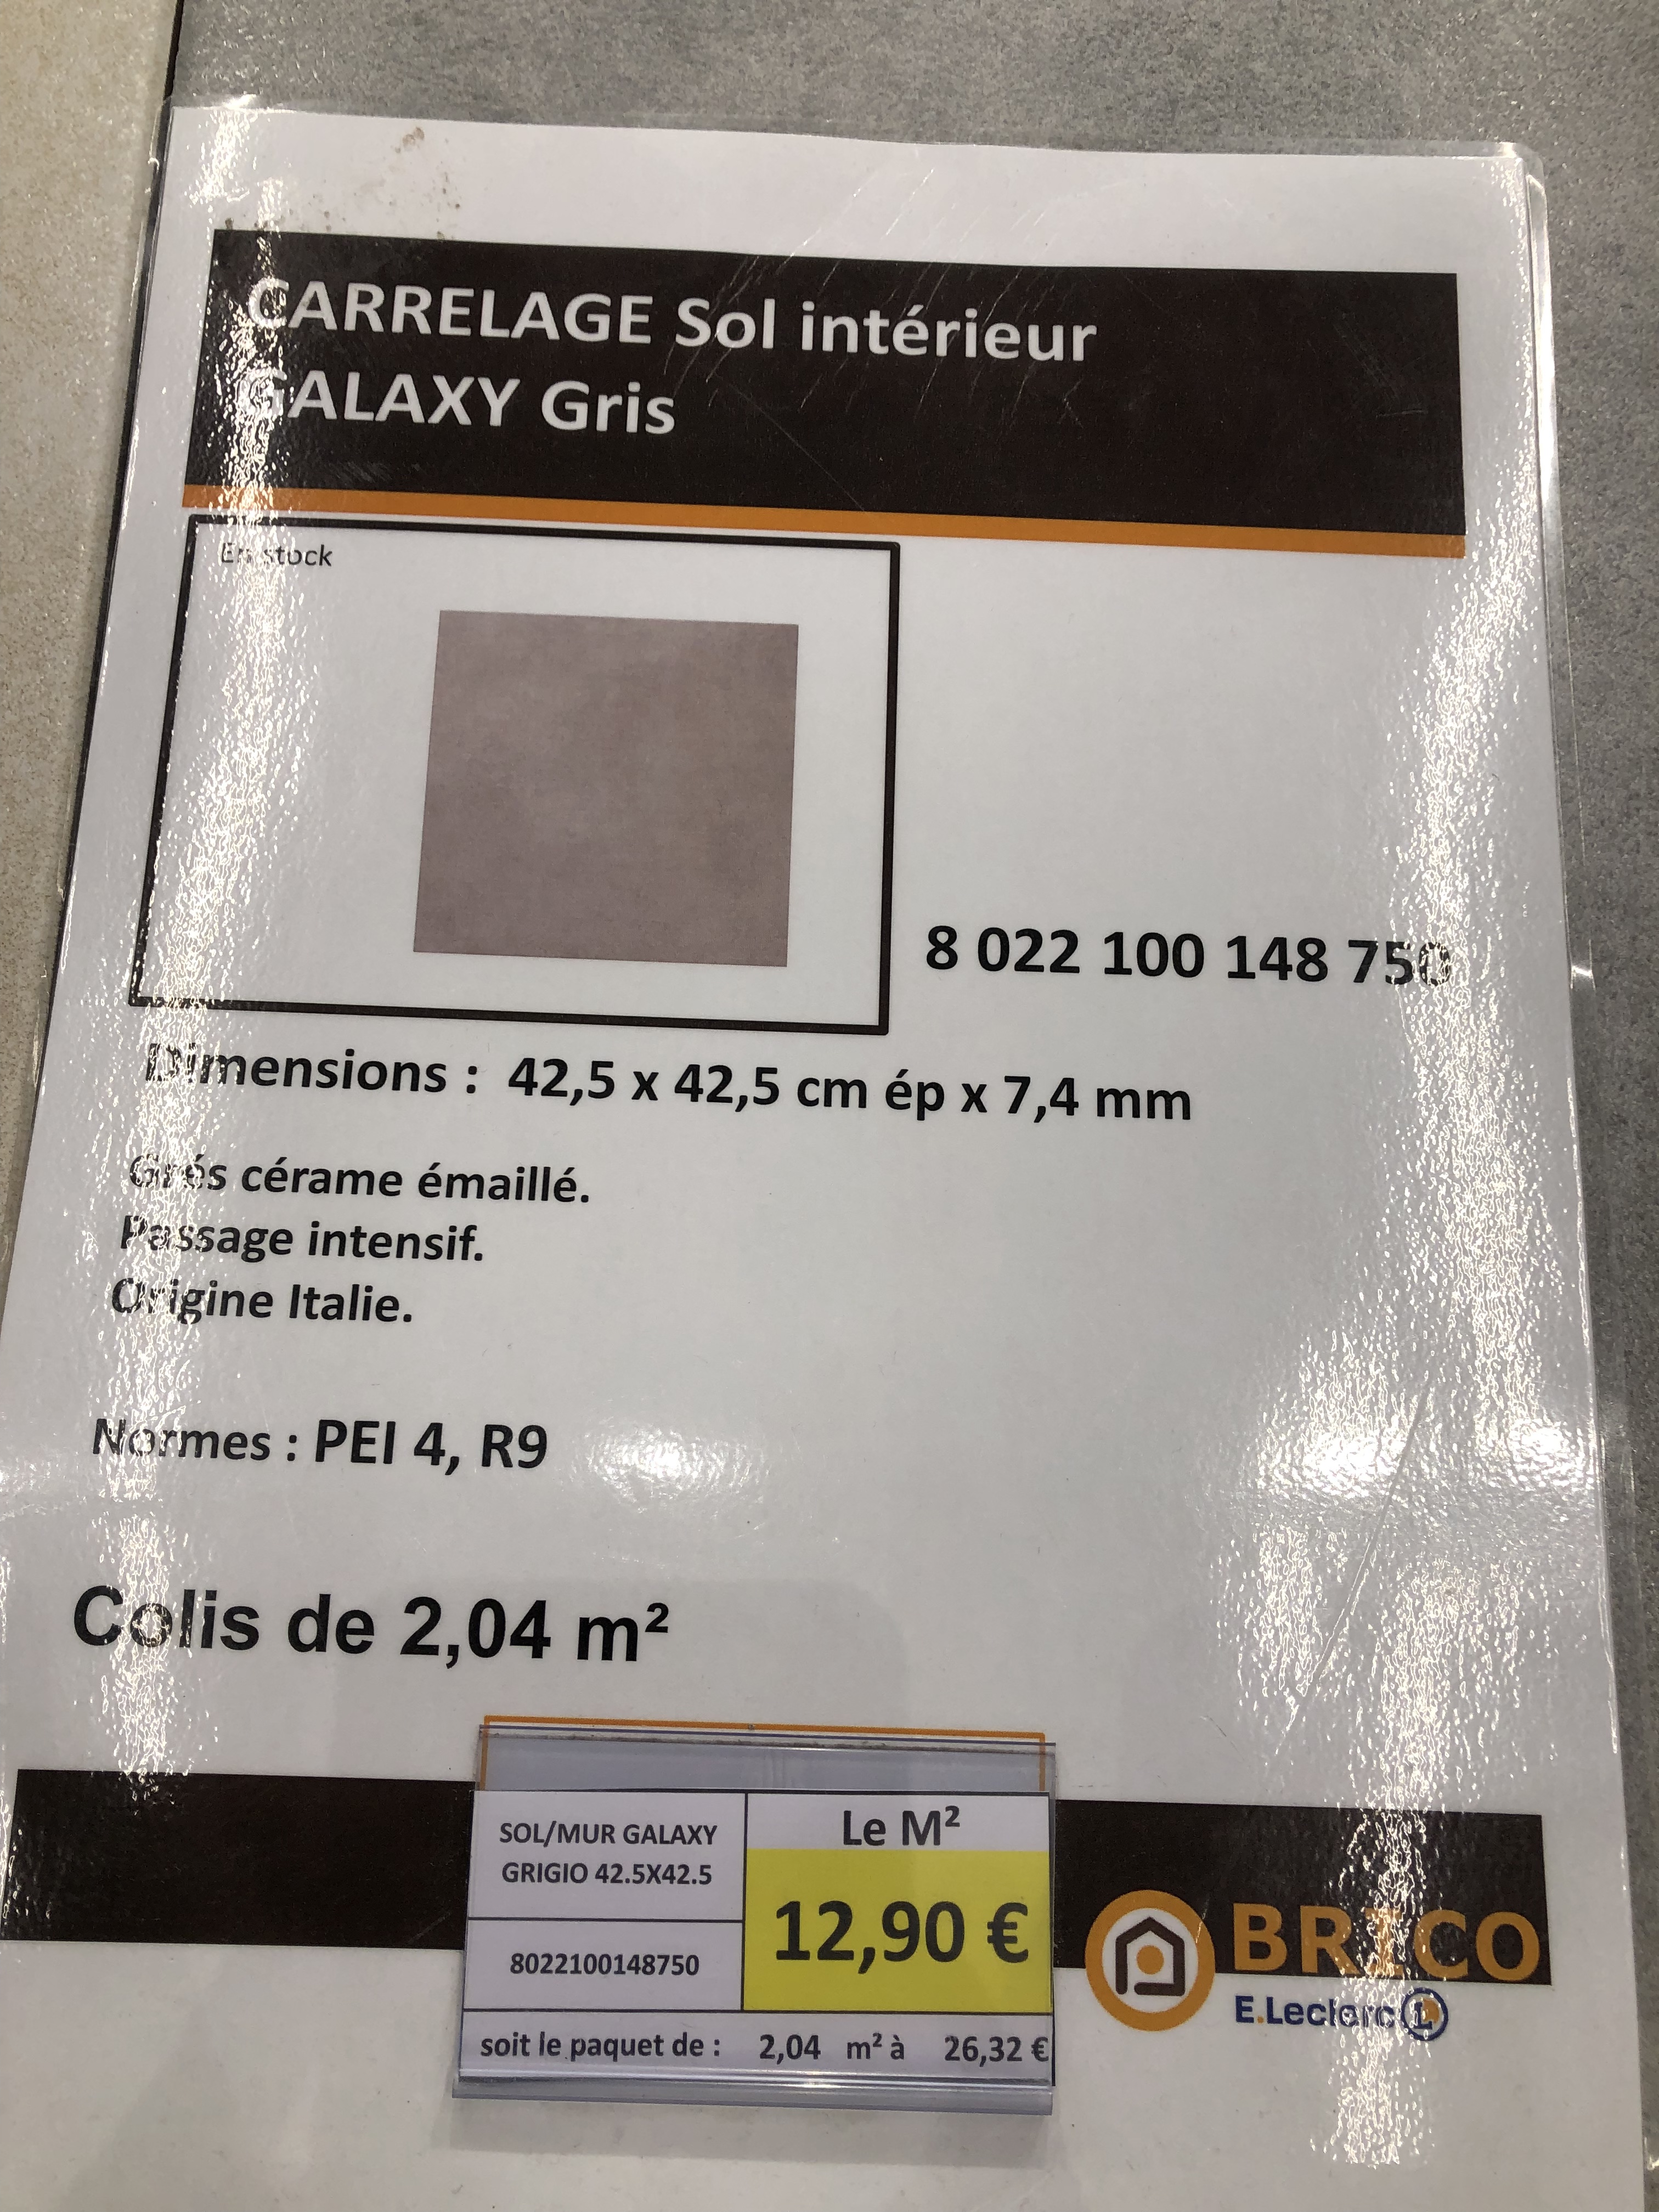 CARRELAGE Sol intérieur
GALAXY Gris
En stock
8 022 100 148 750
Dimensions : 42,5 x 42,5 cm ép x 7,4 mm
Grés cérame émaillé.
Passage intensif.
Origine Italie.
Normes : PEI 4, R9
Colis de 2,04 m²
SOL/MUR GALAXY
GRIGIO 42.5X42.5
8022100148750
Le M²
12,90 €
soit le paquet de : 2,04 m² à 26,32 €
BRICO
E.Leclerc L